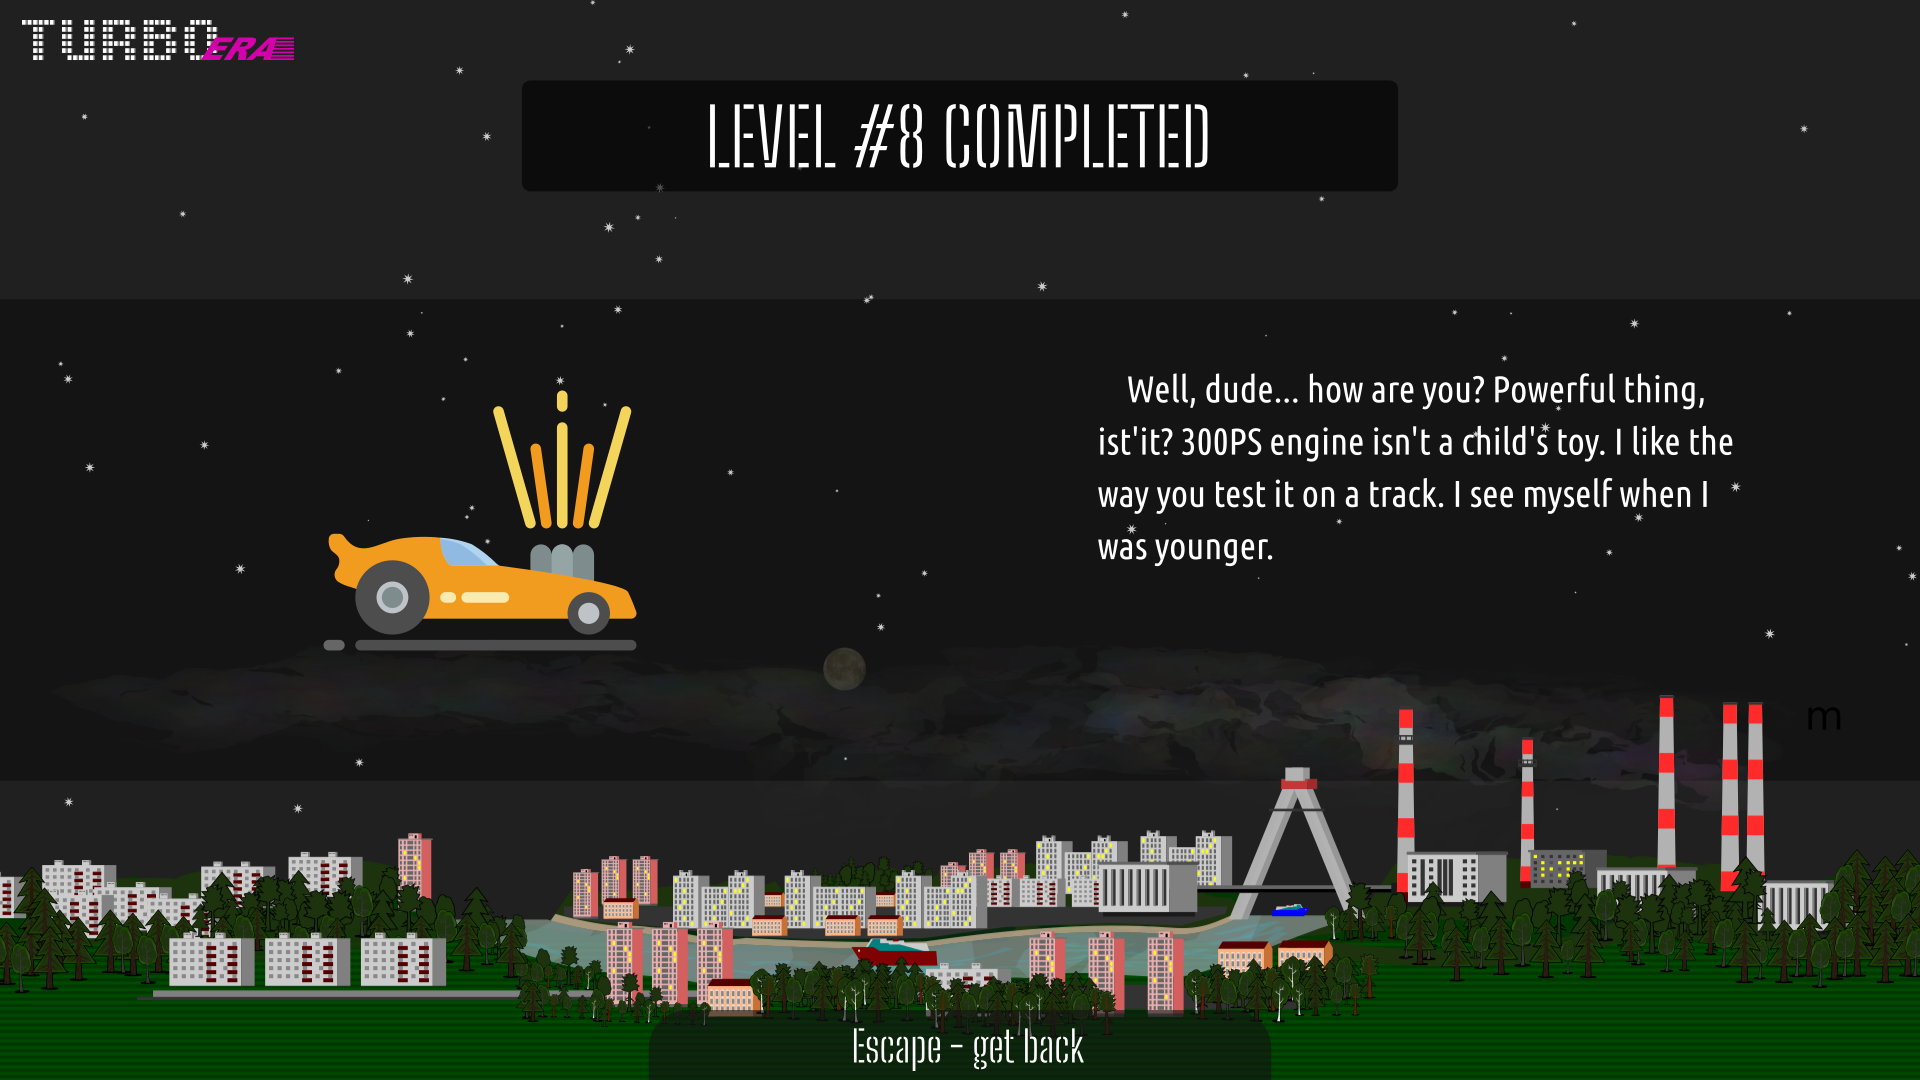 TURBO ERA
LEVEL #8 COMPLETED
Well, dude... how are you? Powerful thing,
ist'it? 300PS engine isn't a child's toy. I like the
way you test it on a track. I see myself when I
was younger.
m
Escape - get back